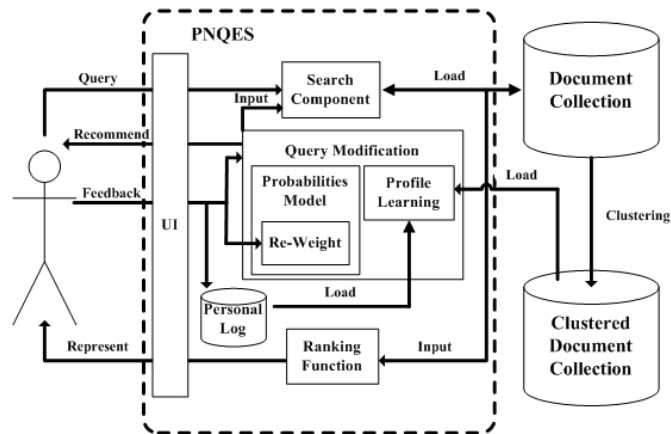 PNQES
Query
Search
Component
Load
Document
Collection
Input
Recommend
Query Modification
Feedback
Probabilities
Model
Profile
Learning
Load
UI
Re-Weight
Clustering
Personal
Log
Load
Clustered
Document
Collection
Represent
Ranking
Function
Input